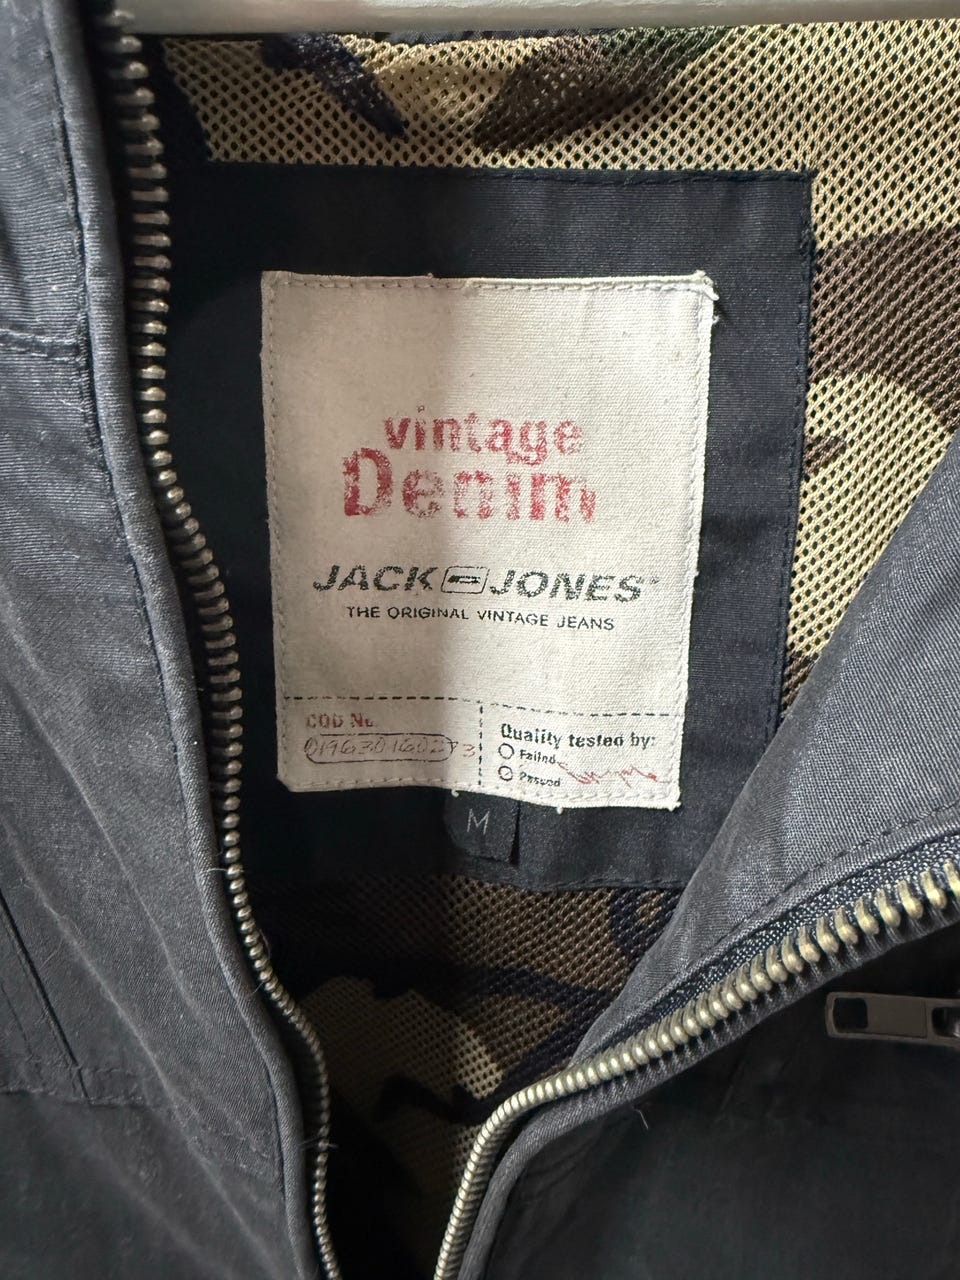 vintage
Denim
JACK JONES
THE ORIGINAL VINTAGE JEANS
COD No
Quality tested by:
Failed
Passed
M